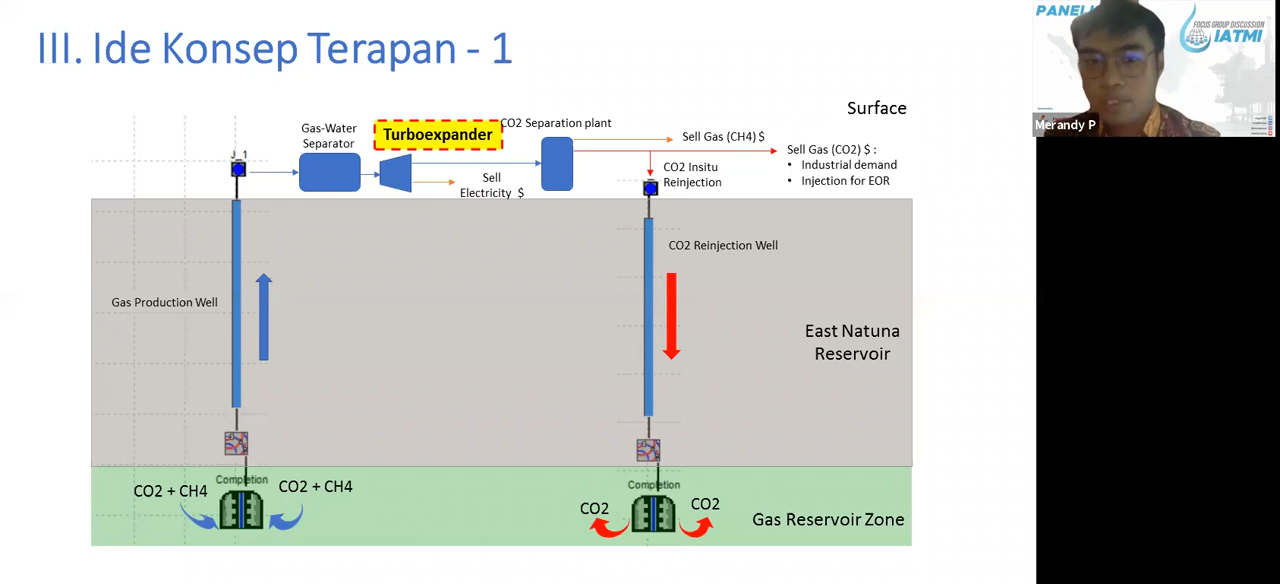 III. Ide Konsep Terapan - 1
PANELI
FOCUS GROUP DISCUSSION
IATMI
Merandy P
Surface
Gas-Water
Separator
Turboexpander
CO2 Separation plant
Sell Gas (CH4) $
Sell Gas (CO2) $ :
• Industrial demand
• Injection for EOR
J_1
Sell
Electricity $
CO2 Insitu
Reinjection
CO2 Reinjection Well
Gas Production Well
East Natuna
Reservoir
Completion
CO2 + CH4
CO2 + CH4
Completion
CO2
CO2
Gas Reservoir Zone